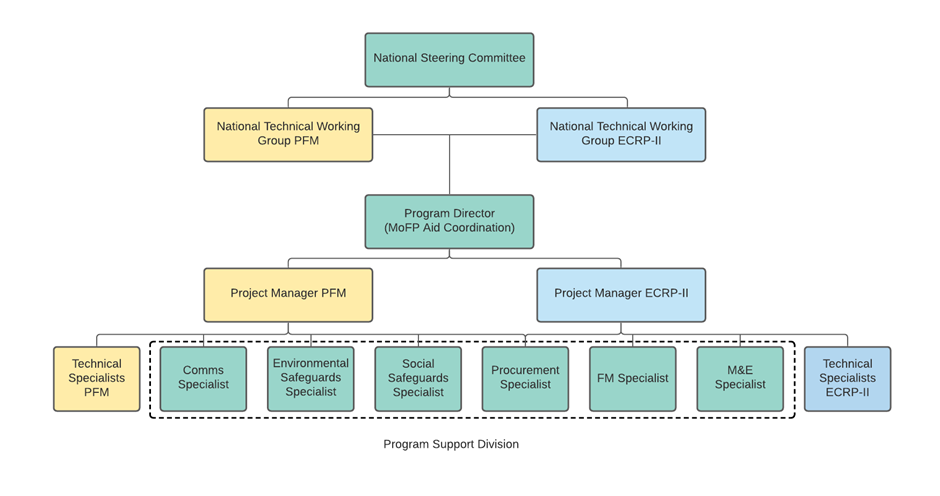 National Steering Committee
National Technical Working
Group PFM
National Technical Working
Group ECRP-II
Program Director
(MoFP Aid Coordination)
Project Manager PFM
Project Manager ECRP-II
Technical
Specialists
PFM
Comms
Specialist
Environmental
Safeguards
Specialist
Social
Safeguards
Specialist
Procurement
Specialist
FM Specialist
M&E
Specialist
Technical
Specialists
ECRP-II
Program Support Division